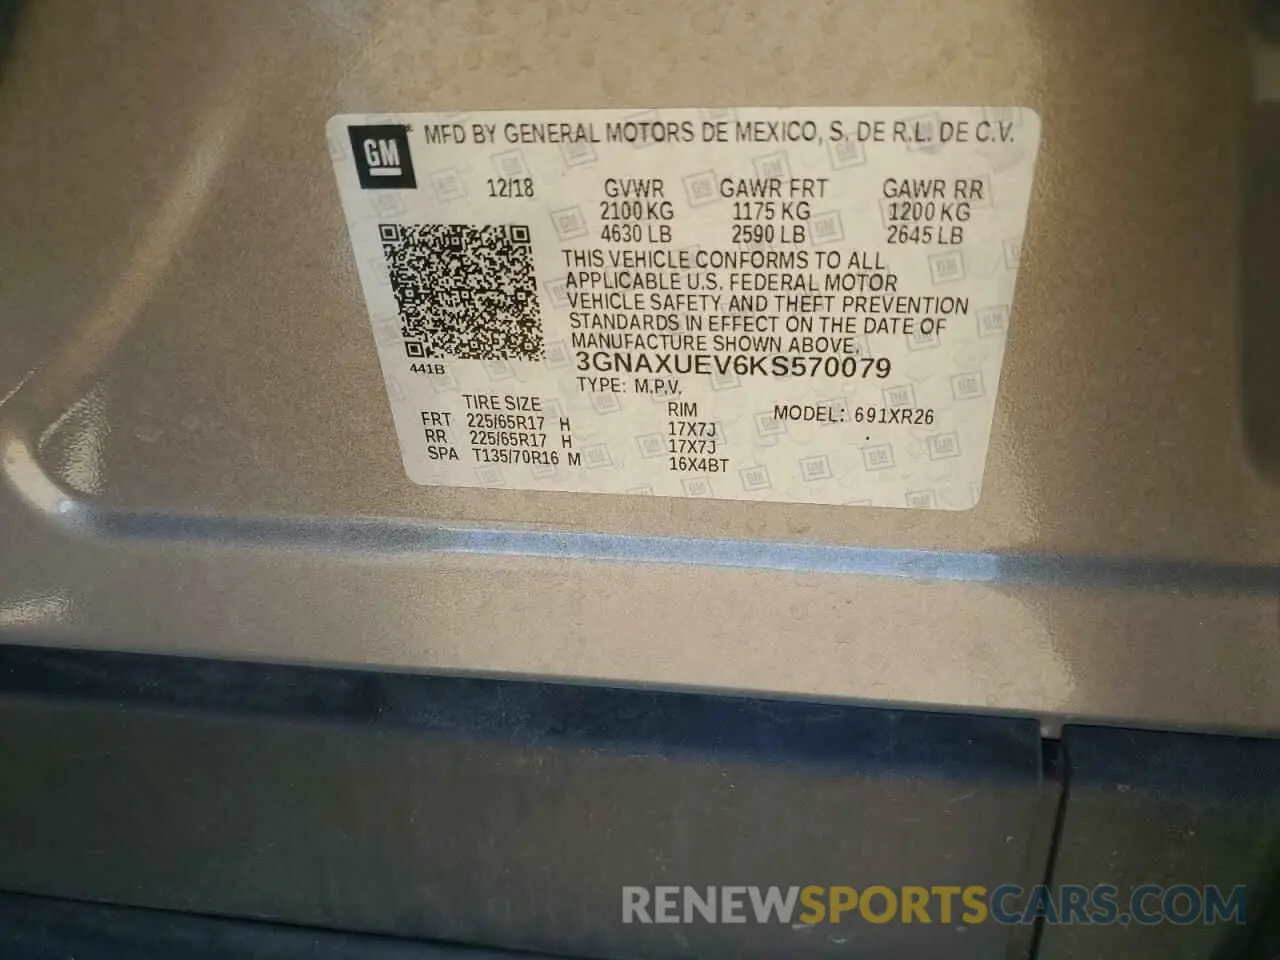 GM MFD BY GENERAL MOTORS DE MEXICO, S. DE R.L. DE C.V.
12/18 GVWR GAWR FRT GAWR RR
2100 KG 1175 KG 1200 KG
4630 LB 2590 LB 2645 LB
THIS VEHICLE CONFORMS TO ALL
APPLICABLE U.S. FEDERAL MOTOR
VEHICLE SAFETY AND THEFT PREVENTION
STANDARDS IN EFFECT ON THE DATE OF
MANUFACTURE SHOWN ABOVE.
441B 3GNAXUEV6KS570079
TYPE: M.P.V.
TIRE SIZE RIM MODEL: 691XR26
FRT 225/65R17 H 17X7J
RR 225/65R17 H 17X7J
SPA T135/70R16 M 16X4BT
RENEWSPORTSCARS.COM